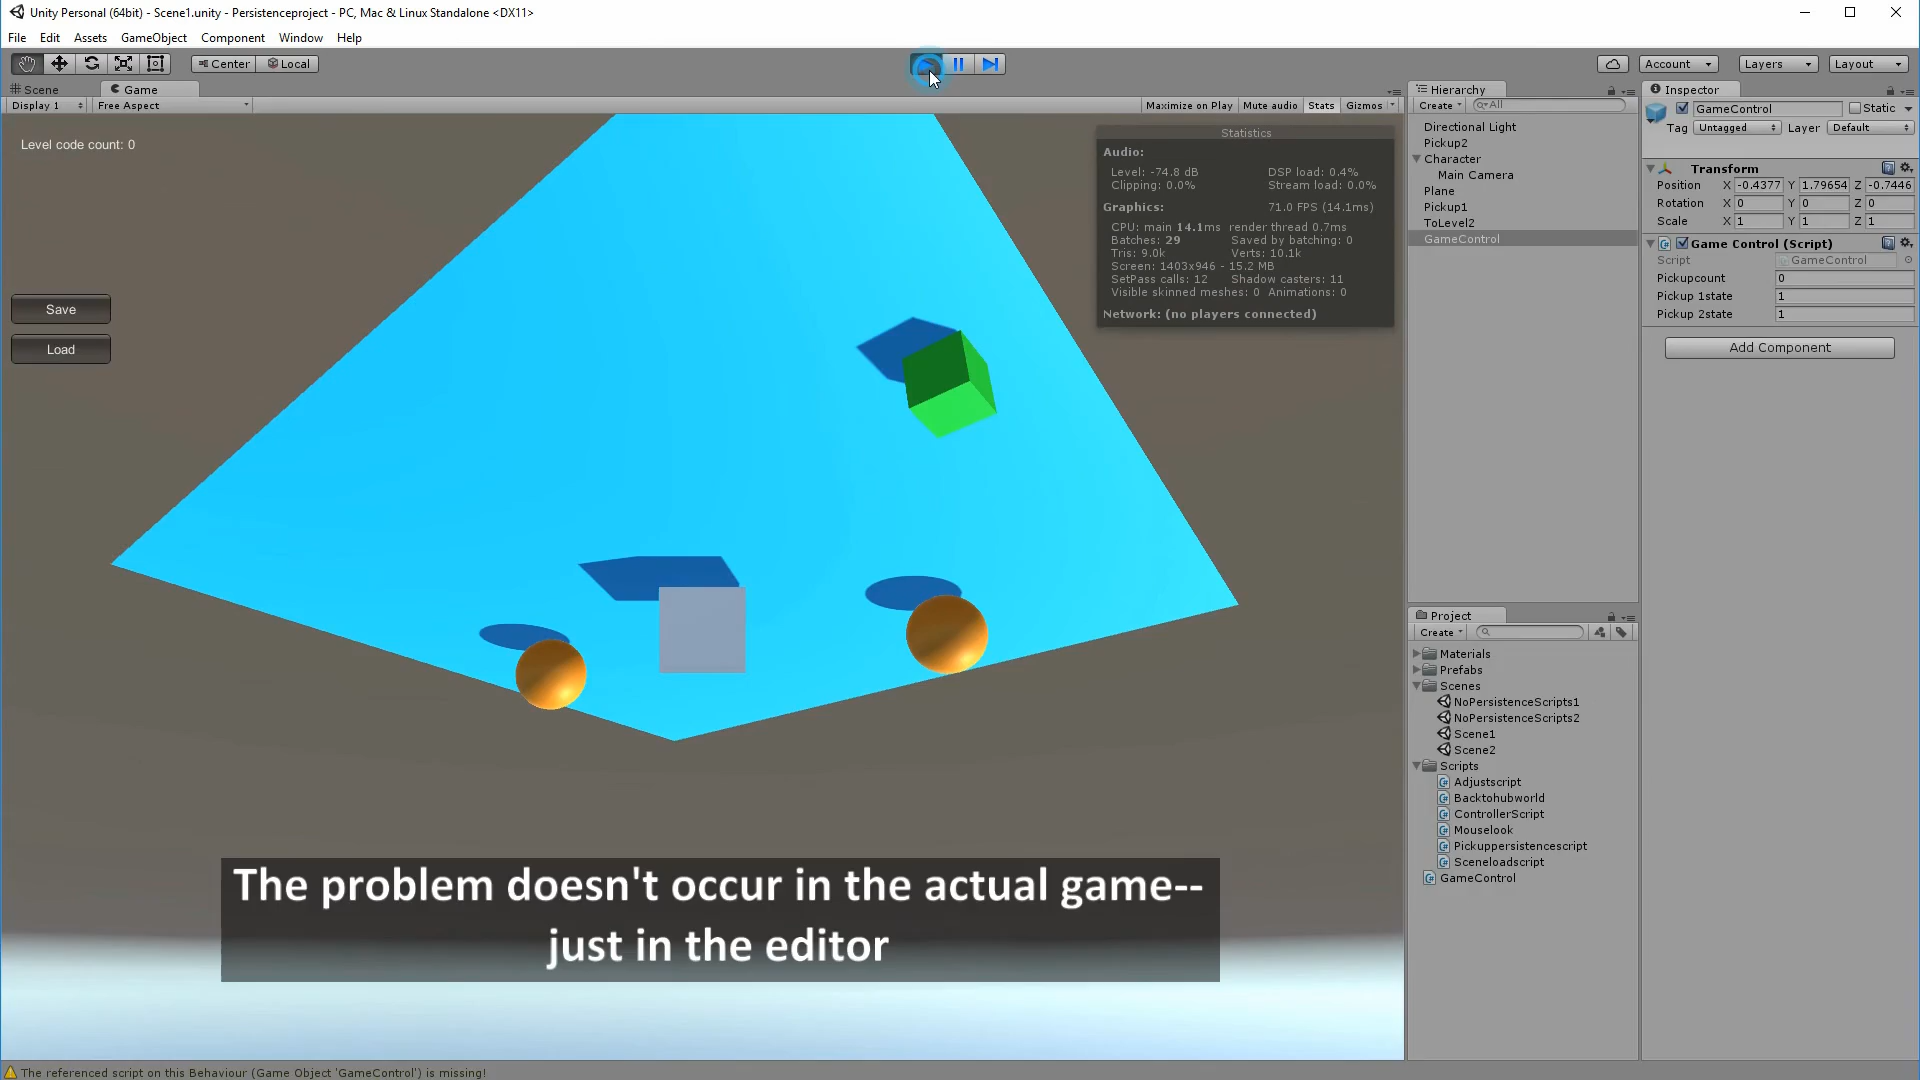 Unity Personal (64bit) - Scene1.unity - Persistenceproject - PC, Mac & Linux Standalone <DX11>
File Edit Assets GameObject Component Window Help
Center Local Account Layers Layout
Scene Game
Display 1 Free Aspect Maximize on Play Mute audio Stats Gizmos
Level code count: 0
Save
Load
Statistics
Audio:
Level: -74.8 dB DSP load: 0.4%
Clipping: 0.0% Stream load: 0.0%
Graphics: 71.0 FPS (14.1ms)
CPU: main 14.1ms render thread 0.7ms
Batches: 29 Saved by batching: 0
Tris: 9.0k Verts: 10.1k
Screen: 1403x946 - 15.2 MB
SetPass calls: 12 Shadow casters: 11
Visible skinned meshes: 0 Animations: 0
Network: (no players connected)
The problem doesn't occur in the actual game--
just in the editor
Hierarchy
Create All
Directional Light
Pickup2
Character
Main Camera
Plane
Pickup1
ToLevel2
GameControl
Project
Create
Materials
Prefabs
Scenes
NoPersistenceScripts1
NoPersistenceScripts2
Scene1
Scene2
Scripts
Adjustscript
Backtohubworld
ControllerScript
Mouselook
Pickuppersistencescript
Sceneloadscript
GameControl
Inspector
GameControl Static
Tag Untagged Layer Default
Transform
Position X -0.4377 Y 1.79654 Z -0.7446
Rotation X 0 Y 0 Z 0
Scale X 1 Y 1 Z 1
Game Control (Script)
Script GameControl
Pickupcount 0
Pickup 1state 1
Pickup 2state 1
Add Component
The referenced script on this Behaviour (Game Object 'GameControl') is missing!